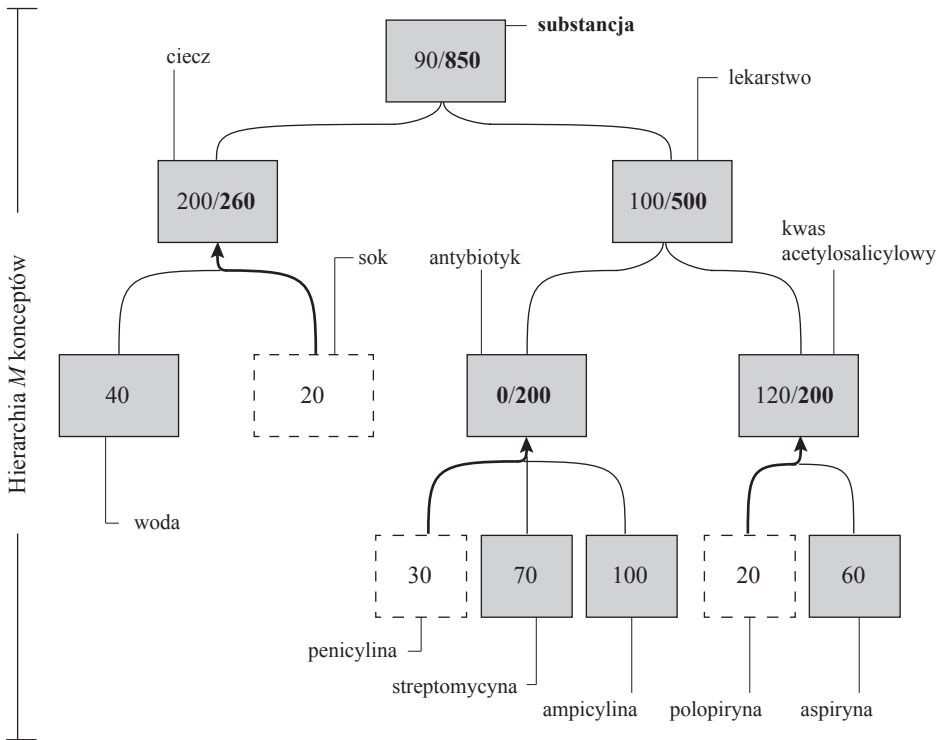 substancja
90/850
ciecz
lekarstwo
200/260
100/500
kwas
acetylosalicylowy
sok
antybiotyk
40
20
0/200
120/200
woda
30
70
100
20
60
penicylina
streptomycyna
ampicylina
polopiryna
aspiryna
Hierarchia M konceptów